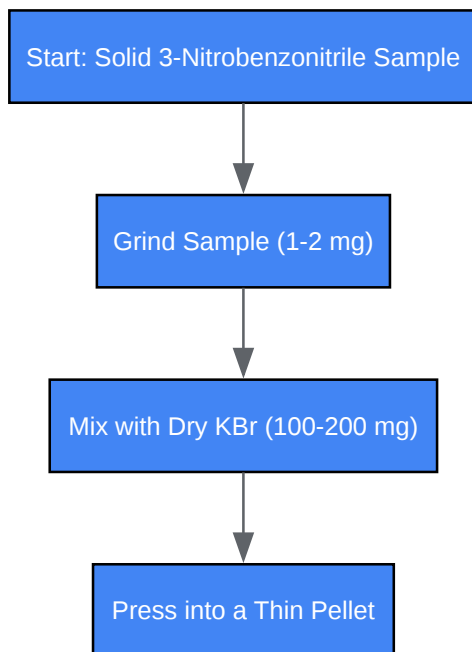 Start: Solid 3-Nitrobenzonitrile Sample
Grind Sample (1-2 mg)
Mix with Dry KBr (100-200 mg)
Press into a Thin Pellet